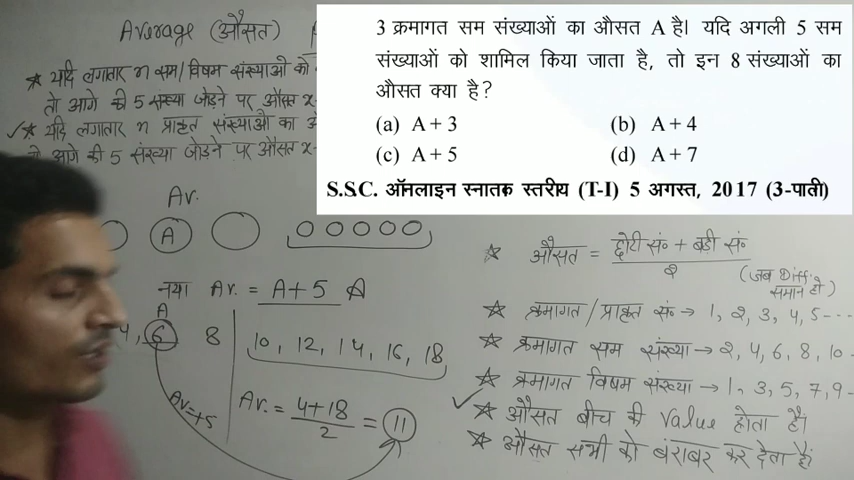 Average (औसत)
★ यदि लगातार n सम/विषम संख्याओं को
तो आगे की 5 संख्या जोड़ने पर औसत x
✓★ यदि लगातार n प्राकृत संख्याओं का
आगे की 5 संख्या जोड़ने पर औसत x
3 क्रमागत सम संख्याओं का औसत A है। यदि अगली 5 सम
संख्याओं को शामिल किया जाता है, तो इन 8 संख्याओं का
औसत क्या है?
(a) A + 3 (b) A + 4
(c) A + 5 (d) A + 7
S.S.C. ऑनलाइन स्नातक स्तरीय (T-I) 5 अगस्त, 2017 (3-पाली)
Av.
A
नया Av. = A + 5
A
4, 6 8 10, 12, 14, 16, 18
Av = +5
Av. = 4+18 / 2 = 11
★ औसत = छोटी सं० + बड़ी सं० / २
(जब Diff. समान हो)
★ क्रमागत / प्राकृत सं० → 1, 2, 3, 4, 5 - - -
★ क्रमागत सम संख्या → 2, 4, 6, 8, 10 -
★ क्रमागत विषम संख्या → 1, 3, 5, 7, 9 -
✓★ औसत बीच की Value होता है।
★ औसत सभी को बराबर कर देता है।